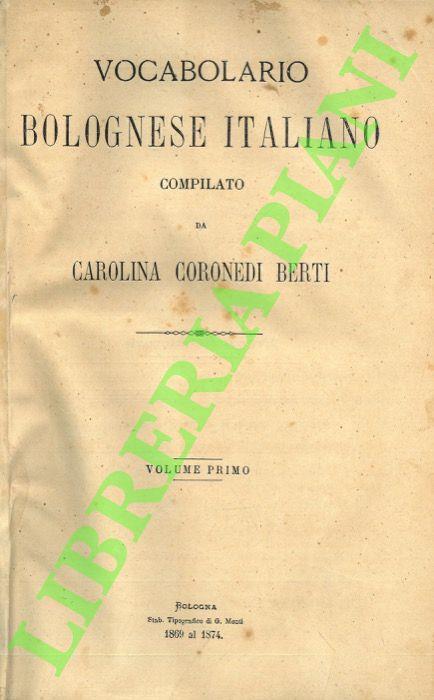 VOCABOLARIO
BOLOGNESE ITALIANO
COMPILATO
DA
CAROLINA CORONEDI BERTI
VOLUME PRIMO
BOLOGNA
Stab. Tipografico di G. Monti
1869 al 1874.
LIBRERIA PIANI